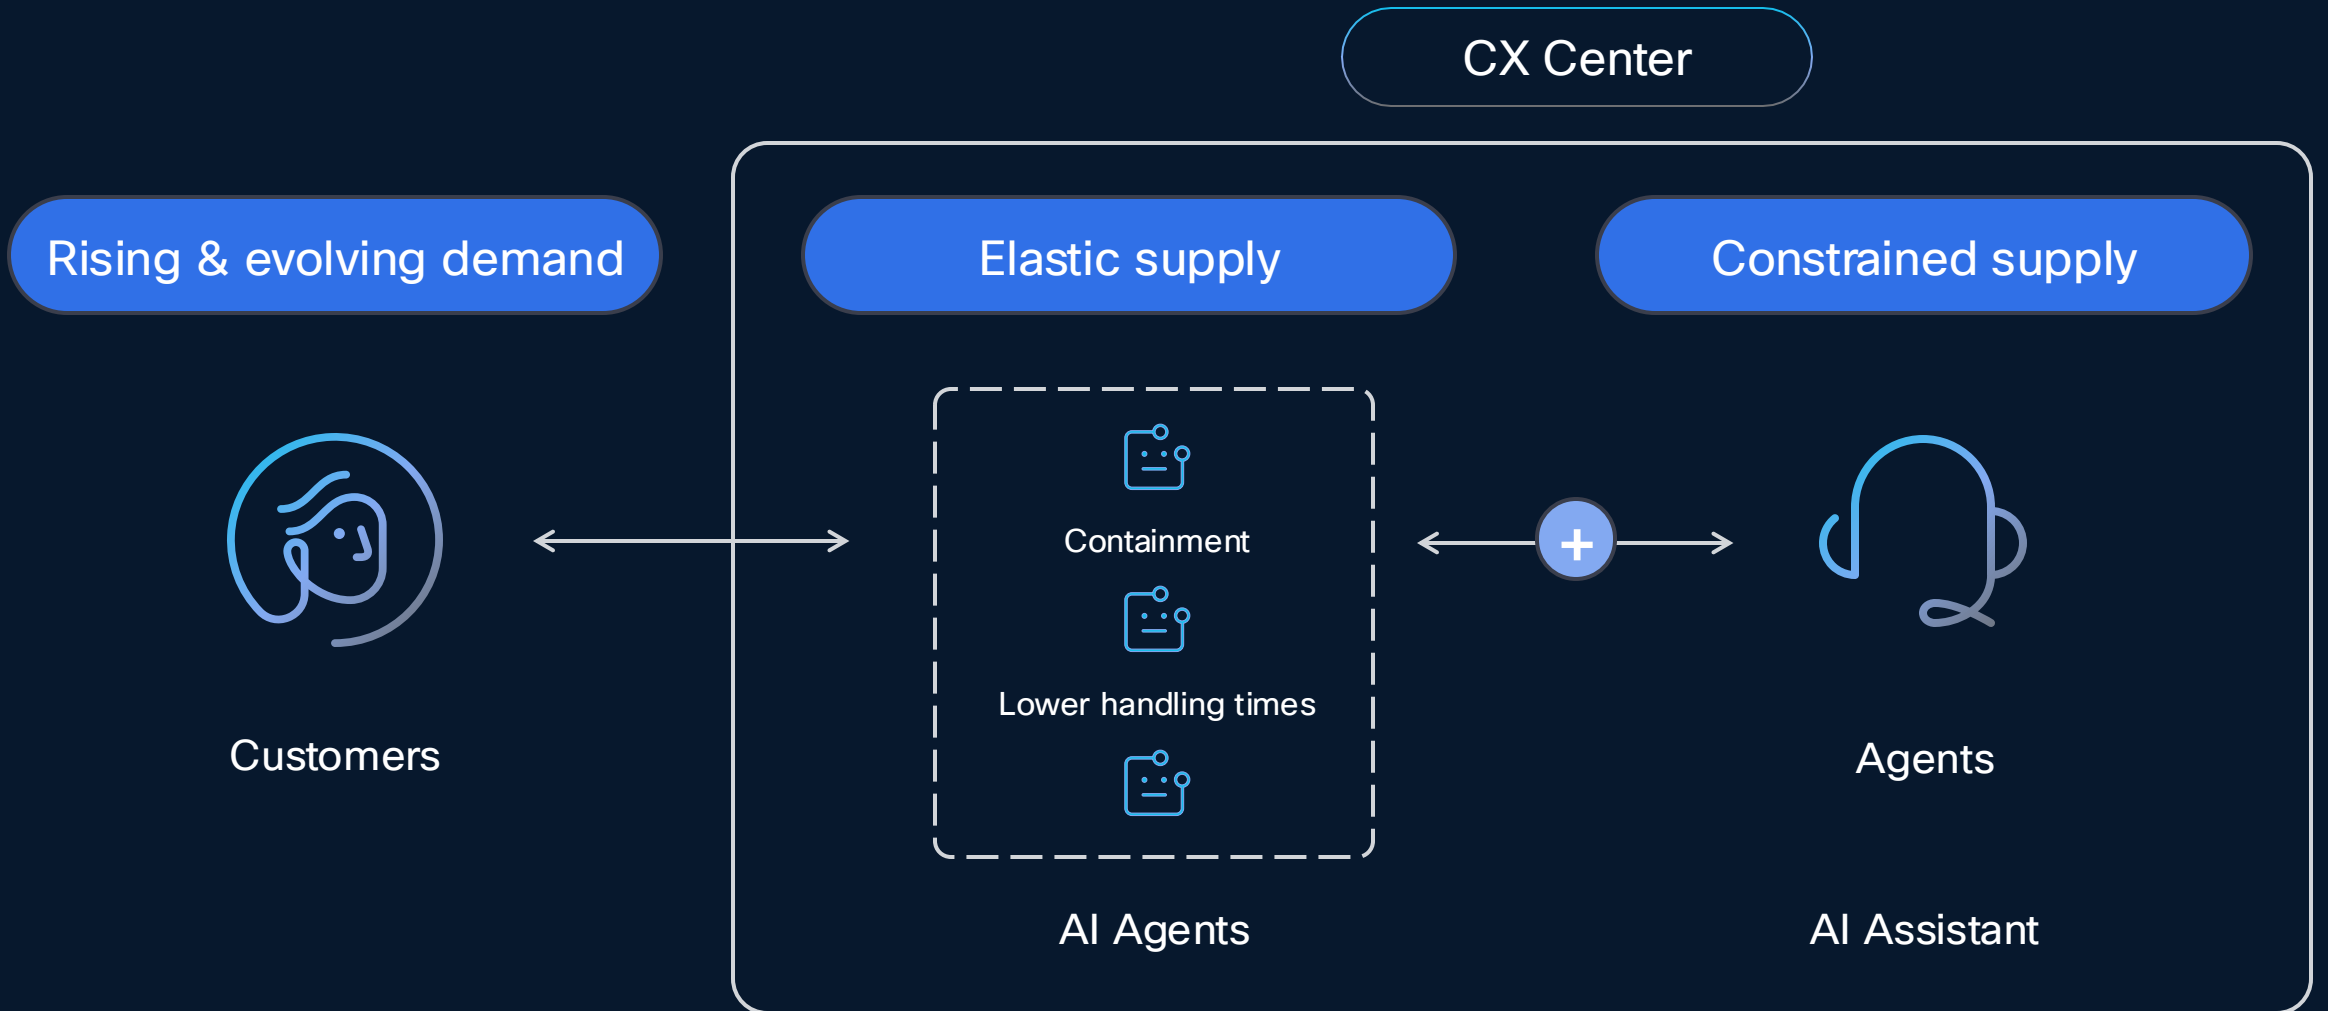 CX Center
Rising & evolving demand
Elastic supply
Constrained supply
Containment
Lower handling times
Customers
Agents
AI Agents
AI Assistant